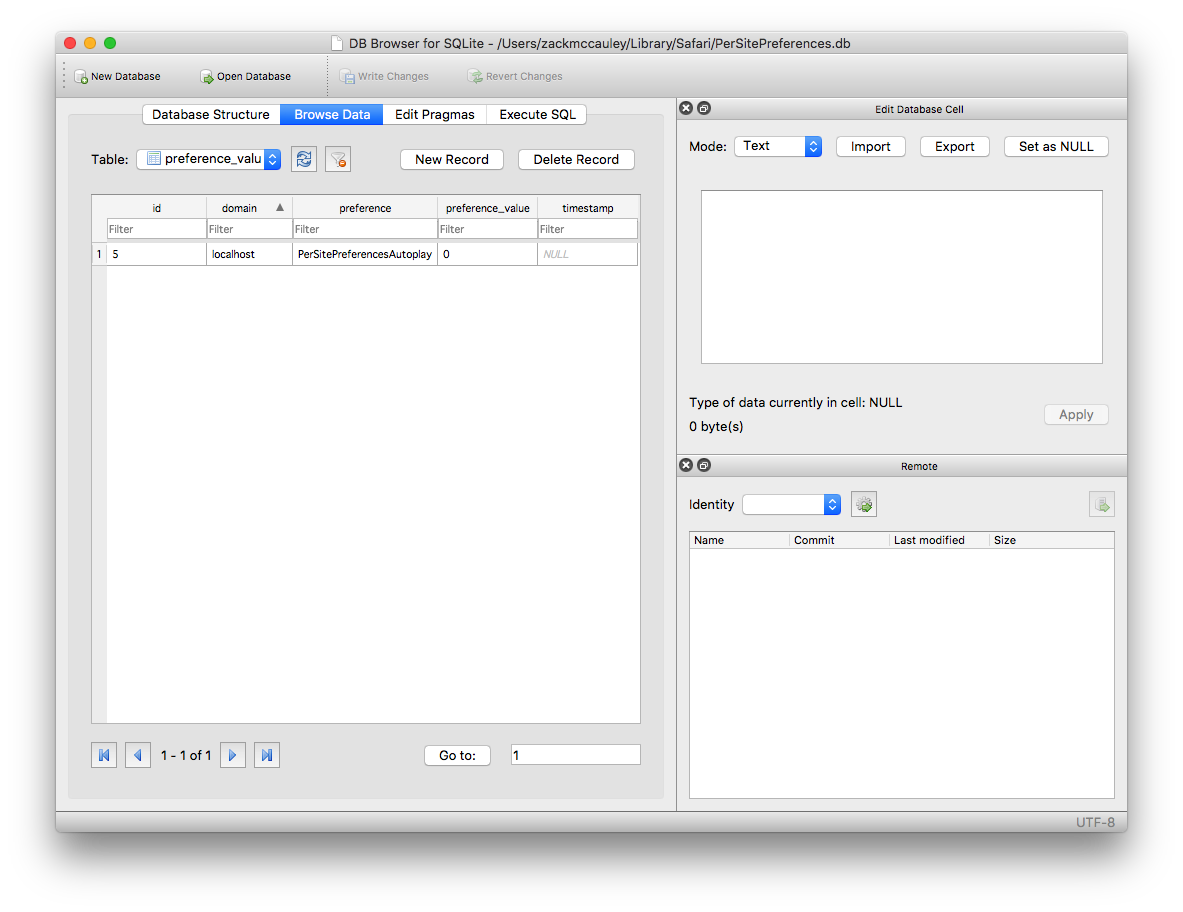 DB Browser for SQLite - /Users/zackmccauley/Library/Safari/PerSitePreferences.db
New Database Open Database Write Changes Revert Changes
Database Structure Browse Data Edit Pragmas Execute SQL
Table: preference_valu New Record Delete Record
id domain preference preference_value timestamp
Filter Filter Filter Filter Filter
1 5 localhost PerSitePreferencesAutoplay 0 NULL
1 - 1 of 1 Go to: 1
Edit Database Cell
Mode: Text Import Export Set as NULL
Type of data currently in cell: NULL
0 byte(s)
Apply
Remote
Identity
Name Commit Last modified Size
UTF-8